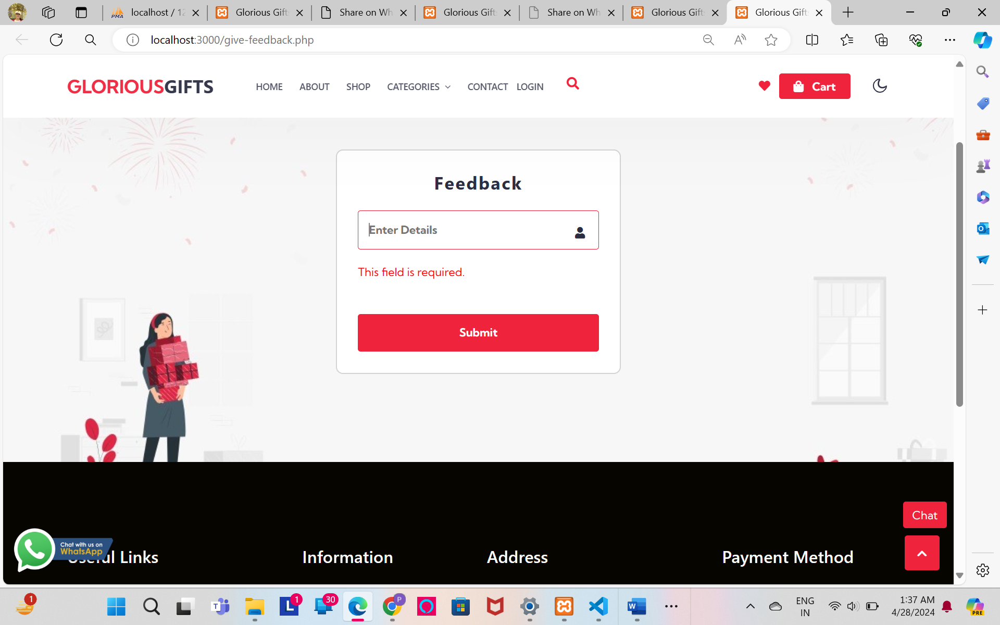 localhost / 12
Glorious Gift
Share on Wh
Glorious Gift
Share on Wh
Glorious Gift
Glorious Gift
localhost:3000/give-feedback.php
GLORIOUSGIFTS
HOME ABOUT SHOP CATEGORIES CONTACT LOGIN
Cart
Feedback
Enter Details
This field is required.
Submit
Chat
Chat with us on
WhatsApp
Useful Links
Information
Address
Payment Method
1
1
30
P
ENG
IN
1:37 AM
4/28/2024
PRE